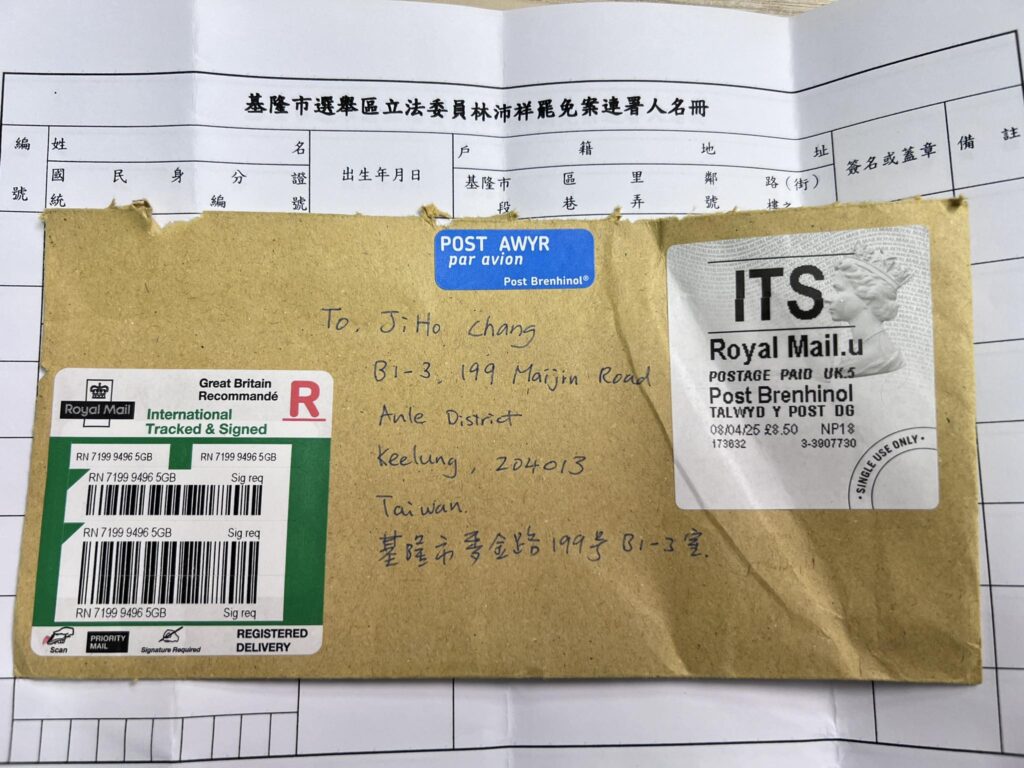 基隆市選舉區立法委員林沛祥罷免案連署人名冊
編號
姓名
國民身分證
統編號
出生年月日
戶籍地址
基隆市區里鄰路(街)
段巷弄號樓之
簽名或蓋章
備註
POST AWYR
par avion
Post Brenhinol®
To, JiHo Chang
B1-3, 199 Maijin Road
Anle District
Keelung, 204013
Taiwan.
基隆市麥金路199号B1-3室.
Royal Mail
Great Britain
Recommandé
R
International
Tracked & Signed
RN 7199 9496 5GB
RN 7199 9496 5GB
RN 7199 9496 5GB Sig req
RN 7199 9496 5GB Sig req
RN 7199 9496 5GB Sig req
Scan
PRIORITY
MAIL
Signature Required
REGISTERED
DELIVERY
ITS
Royal Mail.u
POSTAGE PAID UK.5
Post Brenhinol
TALWYD Y POST DG
08/04/25 £8.50 NP18
173632 3-3907730
• SINGLE USE ONLY •